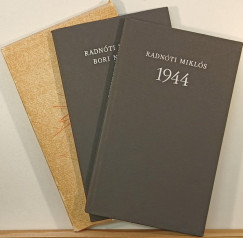 RADNÓTI M
BORI N
RADNÓTI MIKLÓS
1944